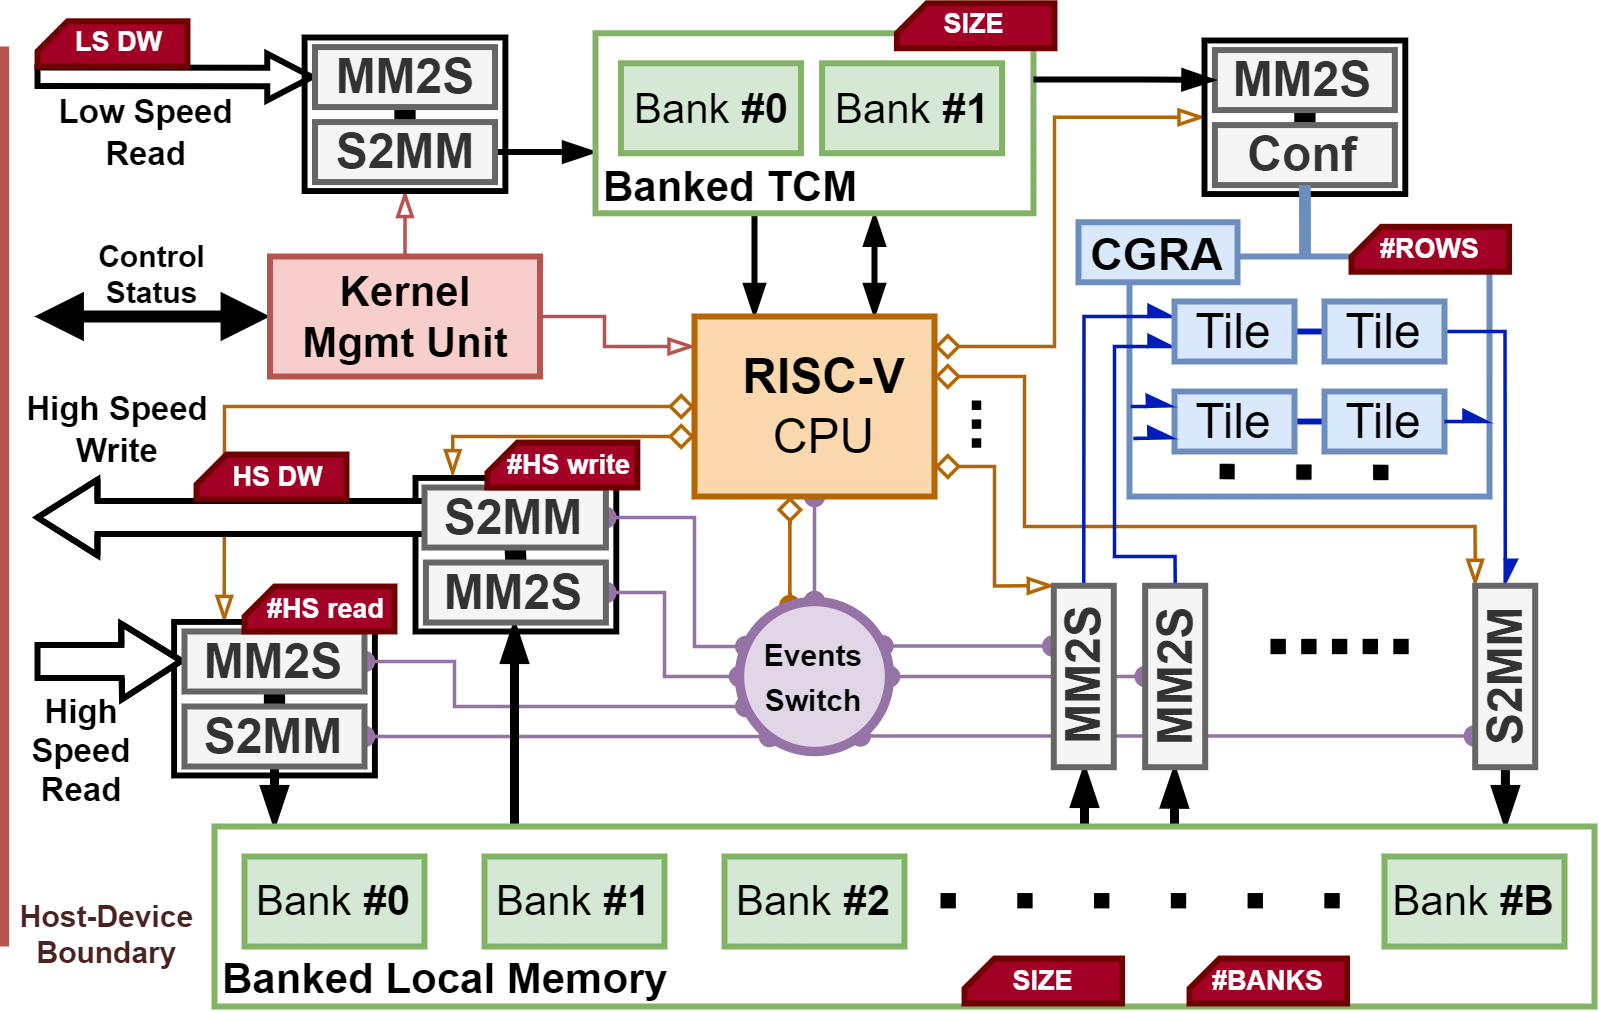 LS DW
SIZE
MM2S
S2MM
Low Speed
Read
Bank #0
Bank #1
Banked TCM
MM2S
Conf
Control
Status
Kernel
Mgmt Unit
CGRA
#ROWS
Tile
Tile
Tile
Tile
RISC-V
CPU
High Speed
Write
HS DW
#HS write
S2MM
MM2S
#HS read
MM2S
S2MM
High
Speed
Read
Events
Switch
MM2S
MM2S
S2MM
Bank #0
Bank #1
Bank #2
Bank #B
Banked Local Memory
SIZE
#BANKS
Host-Device
Boundary